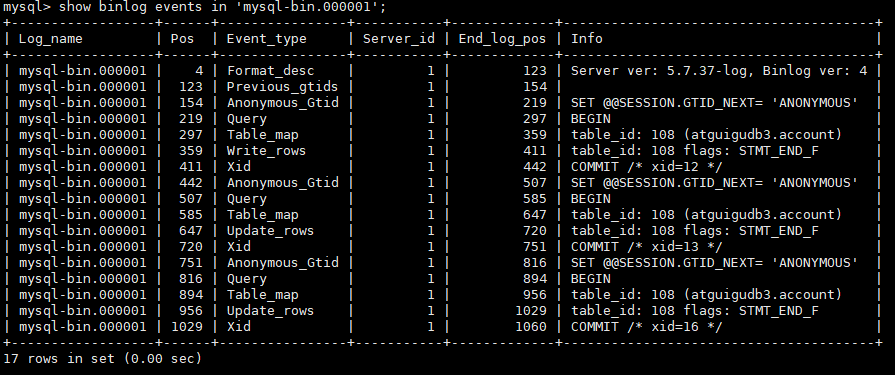 mysql> show binlog events in 'mysql-bin.000001';
+------------------+------+----------------+-----------+-------------+---------------------------------------+
| Log_name         | Pos  | Event_type     | Server_id | End_log_pos | Info                                  |
+------------------+------+----------------+-----------+-------------+---------------------------------------+
| mysql-bin.000001 |    4 | Format_desc    |         1 |         123 | Server ver: 5.7.37-log, Binlog ver: 4 |
| mysql-bin.000001 |  123 | Previous_gtids |         1 |         154 |                                       |
| mysql-bin.000001 |  154 | Anonymous_Gtid |         1 |         219 | SET @@SESSION.GTID_NEXT= 'ANONYMOUS'  |
| mysql-bin.000001 |  219 | Query          |         1 |         297 | BEGIN                                 |
| mysql-bin.000001 |  297 | Table_map      |         1 |         359 | table_id: 108 (atguigudb3.account)    |
| mysql-bin.000001 |  359 | Write_rows     |         1 |         411 | table_id: 108 flags: STMT_END_F       |
| mysql-bin.000001 |  411 | Xid            |         1 |         442 | COMMIT /* xid=12 */                   |
| mysql-bin.000001 |  442 | Anonymous_Gtid |         1 |         507 | SET @@SESSION.GTID_NEXT= 'ANONYMOUS'  |
| mysql-bin.000001 |  507 | Query          |         1 |         585 | BEGIN                                 |
| mysql-bin.000001 |  585 | Table_map      |         1 |         647 | table_id: 108 (atguigudb3.account)    |
| mysql-bin.000001 |  647 | Update_rows    |         1 |         720 | table_id: 108 flags: STMT_END_F       |
| mysql-bin.000001 |  720 | Xid            |         1 |         751 | COMMIT /* xid=13 */                   |
| mysql-bin.000001 |  751 | Anonymous_Gtid |         1 |         816 | SET @@SESSION.GTID_NEXT= 'ANONYMOUS'  |
| mysql-bin.000001 |  816 | Query          |         1 |         894 | BEGIN                                 |
| mysql-bin.000001 |  894 | Table_map      |         1 |         956 | table_id: 108 (atguigudb3.account)    |
| mysql-bin.000001 |  956 | Update_rows    |         1 |        1029 | table_id: 108 flags: STMT_END_F       |
| mysql-bin.000001 | 1029 | Xid            |         1 |        1060 | COMMIT /* xid=16 */                   |
+------------------+------+----------------+-----------+-------------+---------------------------------------+
17 rows in set (0.00 sec)